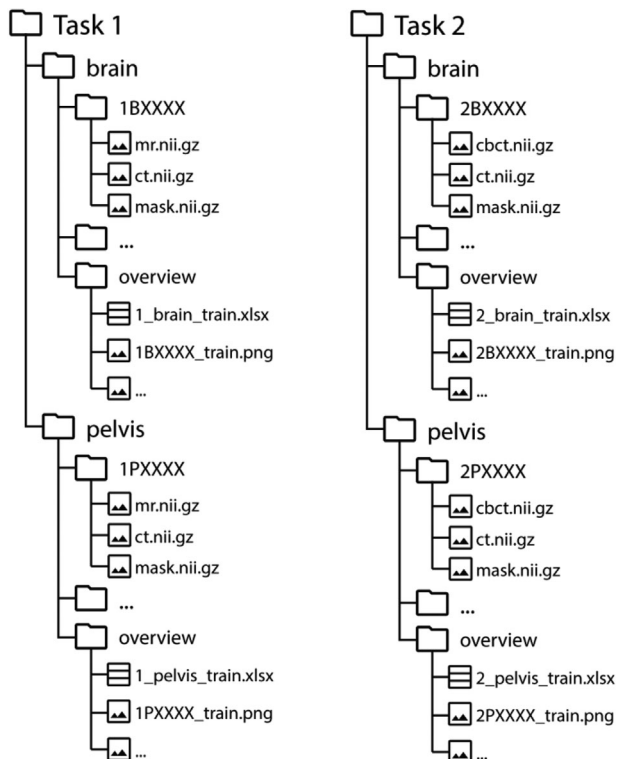 Task 1
brain
1BXXXX
mr.nii.gz
ct.nii.gz
mask.nii.gz
...
overview
1_brain_train.xlsx
1BXXXX_train.png
...
pelvis
1PXXXX
mr.nii.gz
ct.nii.gz
mask.nii.gz
...
overview
1_pelvis_train.xlsx
1PXXXX_train.png
...
Task 2
brain
2BXXXX
cbct.nii.gz
ct.nii.gz
mask.nii.gz
...
overview
2_brain_train.xlsx
2BXXXX_train.png
...
pelvis
2PXXXX
cbct.nii.gz
ct.nii.gz
mask.nii.gz
...
overview
2_pelvis_train.xlsx
2PXXXX_train.png
...